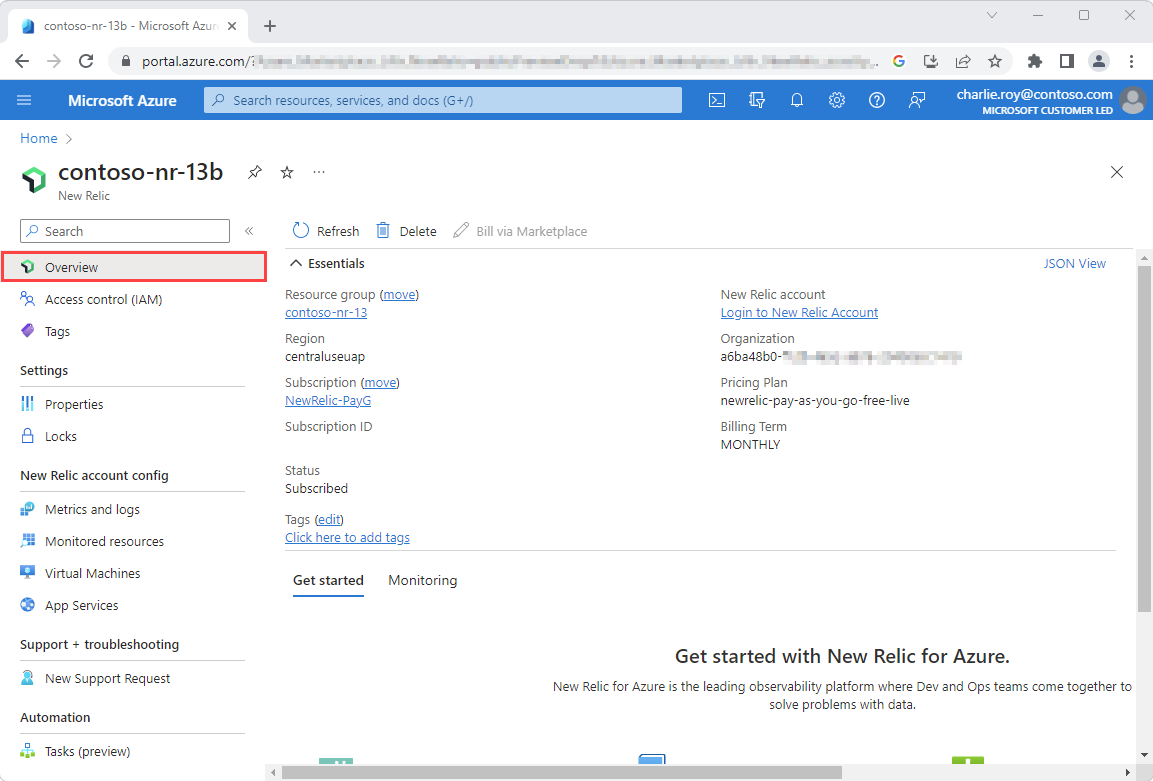 contoso-nr-13b - Microsoft Azure
portal.azure.com/?
Microsoft Azure
Search resources, services, and docs (G+/)
charlie.roy@contoso.com
MICROSOFT CUSTOMER LED
Home
contoso-nr-13b
New Relic
Search
Overview
Access control (IAM)
Tags
Settings
Properties
Locks
New Relic account config
Metrics and logs
Monitored resources
Virtual Machines
App Services
Support + troubleshooting
New Support Request
Automation
Tasks (preview)
Refresh
Delete
Bill via Marketplace
Essentials
JSON View
Resource group (move)
contoso-nr-13
Region
centraluseuap
Subscription (move)
NewRelic-PayG
Subscription ID
Status
Subscribed
Tags (edit)
Click here to add tags
New Relic account
Login to New Relic Account
Organization
a6ba48b0-
Pricing Plan
newrelic-pay-as-you-go-free-live
Billing Term
MONTHLY
Get started
Monitoring
Get started with New Relic for Azure.
New Relic for Azure is the leading observability platform where Dev and Ops teams come together to
solve problems with data.